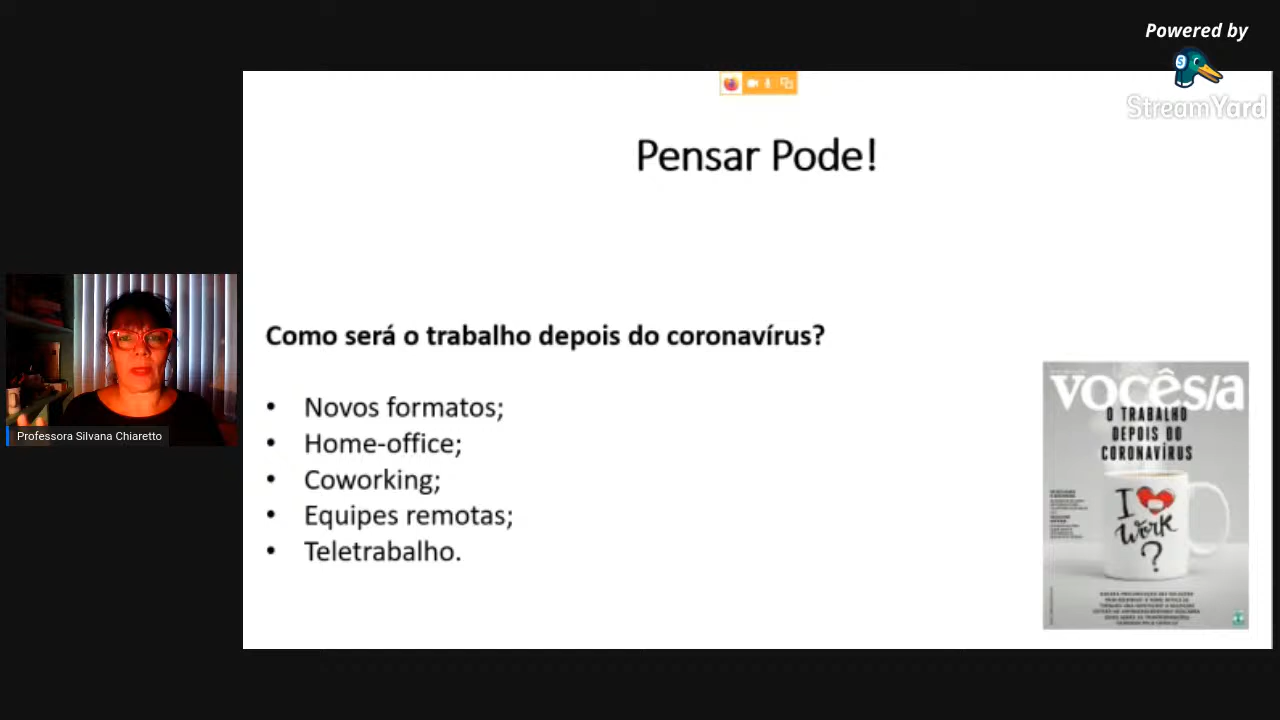 Powered by
StreamYard
Pensar Pode!
Como será o trabalho depois do coronavírus?
• Novos formatos;
• Home-office;
• Coworking;
• Equipes remotas;
• Teletrabalho.
vocês/a
O TRABALHO
DEPOIS DO
CORONAVÍRUS
I
work
?
Professora Silvana Chiaretto